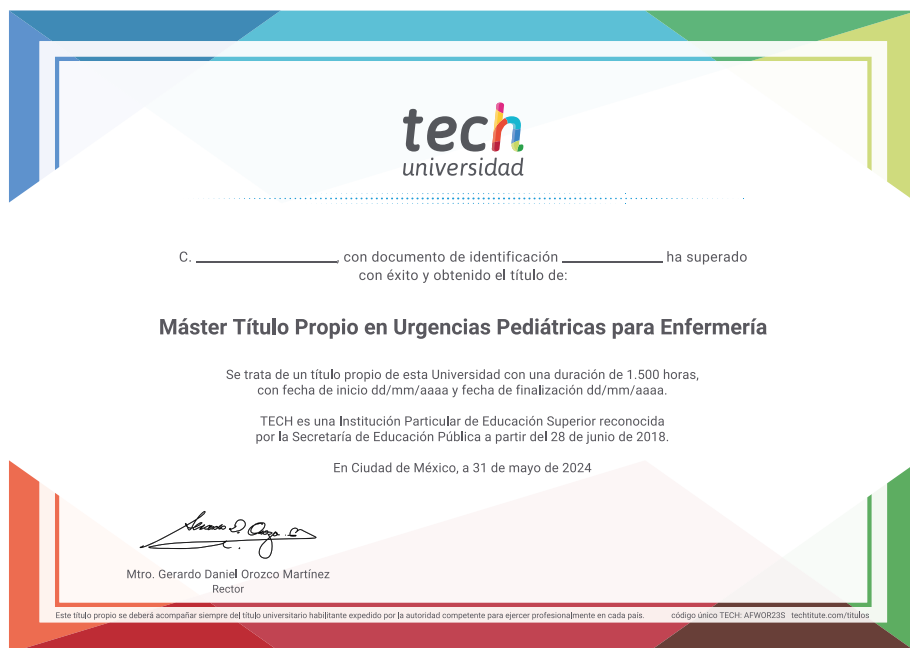 tech
universidad
C. ____________________, con documento de identificación ______________ ha superado
con éxito y obtenido el título de:
Máster Título Propio en Urgencias Pediátricas para Enfermería
Se trata de un título propio de esta Universidad con una duración de 1.500 horas,
con fecha de inicio dd/mm/aaaa y fecha de finalización dd/mm/aaaa.
TECH es una Institución Particular de Educación Superior reconocida
por la Secretaría de Educación Pública a partir del 28 de junio de 2018.
En Ciudad de México, a 31 de mayo de 2024
Mtro. Gerardo Daniel Orozco Martínez
Rector
Este título propio se deberá acompañar siempre del título universitario habilitante expedido por la autoridad competente para ejercer profesionalmente en cada país. código único TECH: AFWOR23S techtitute.com/titulos